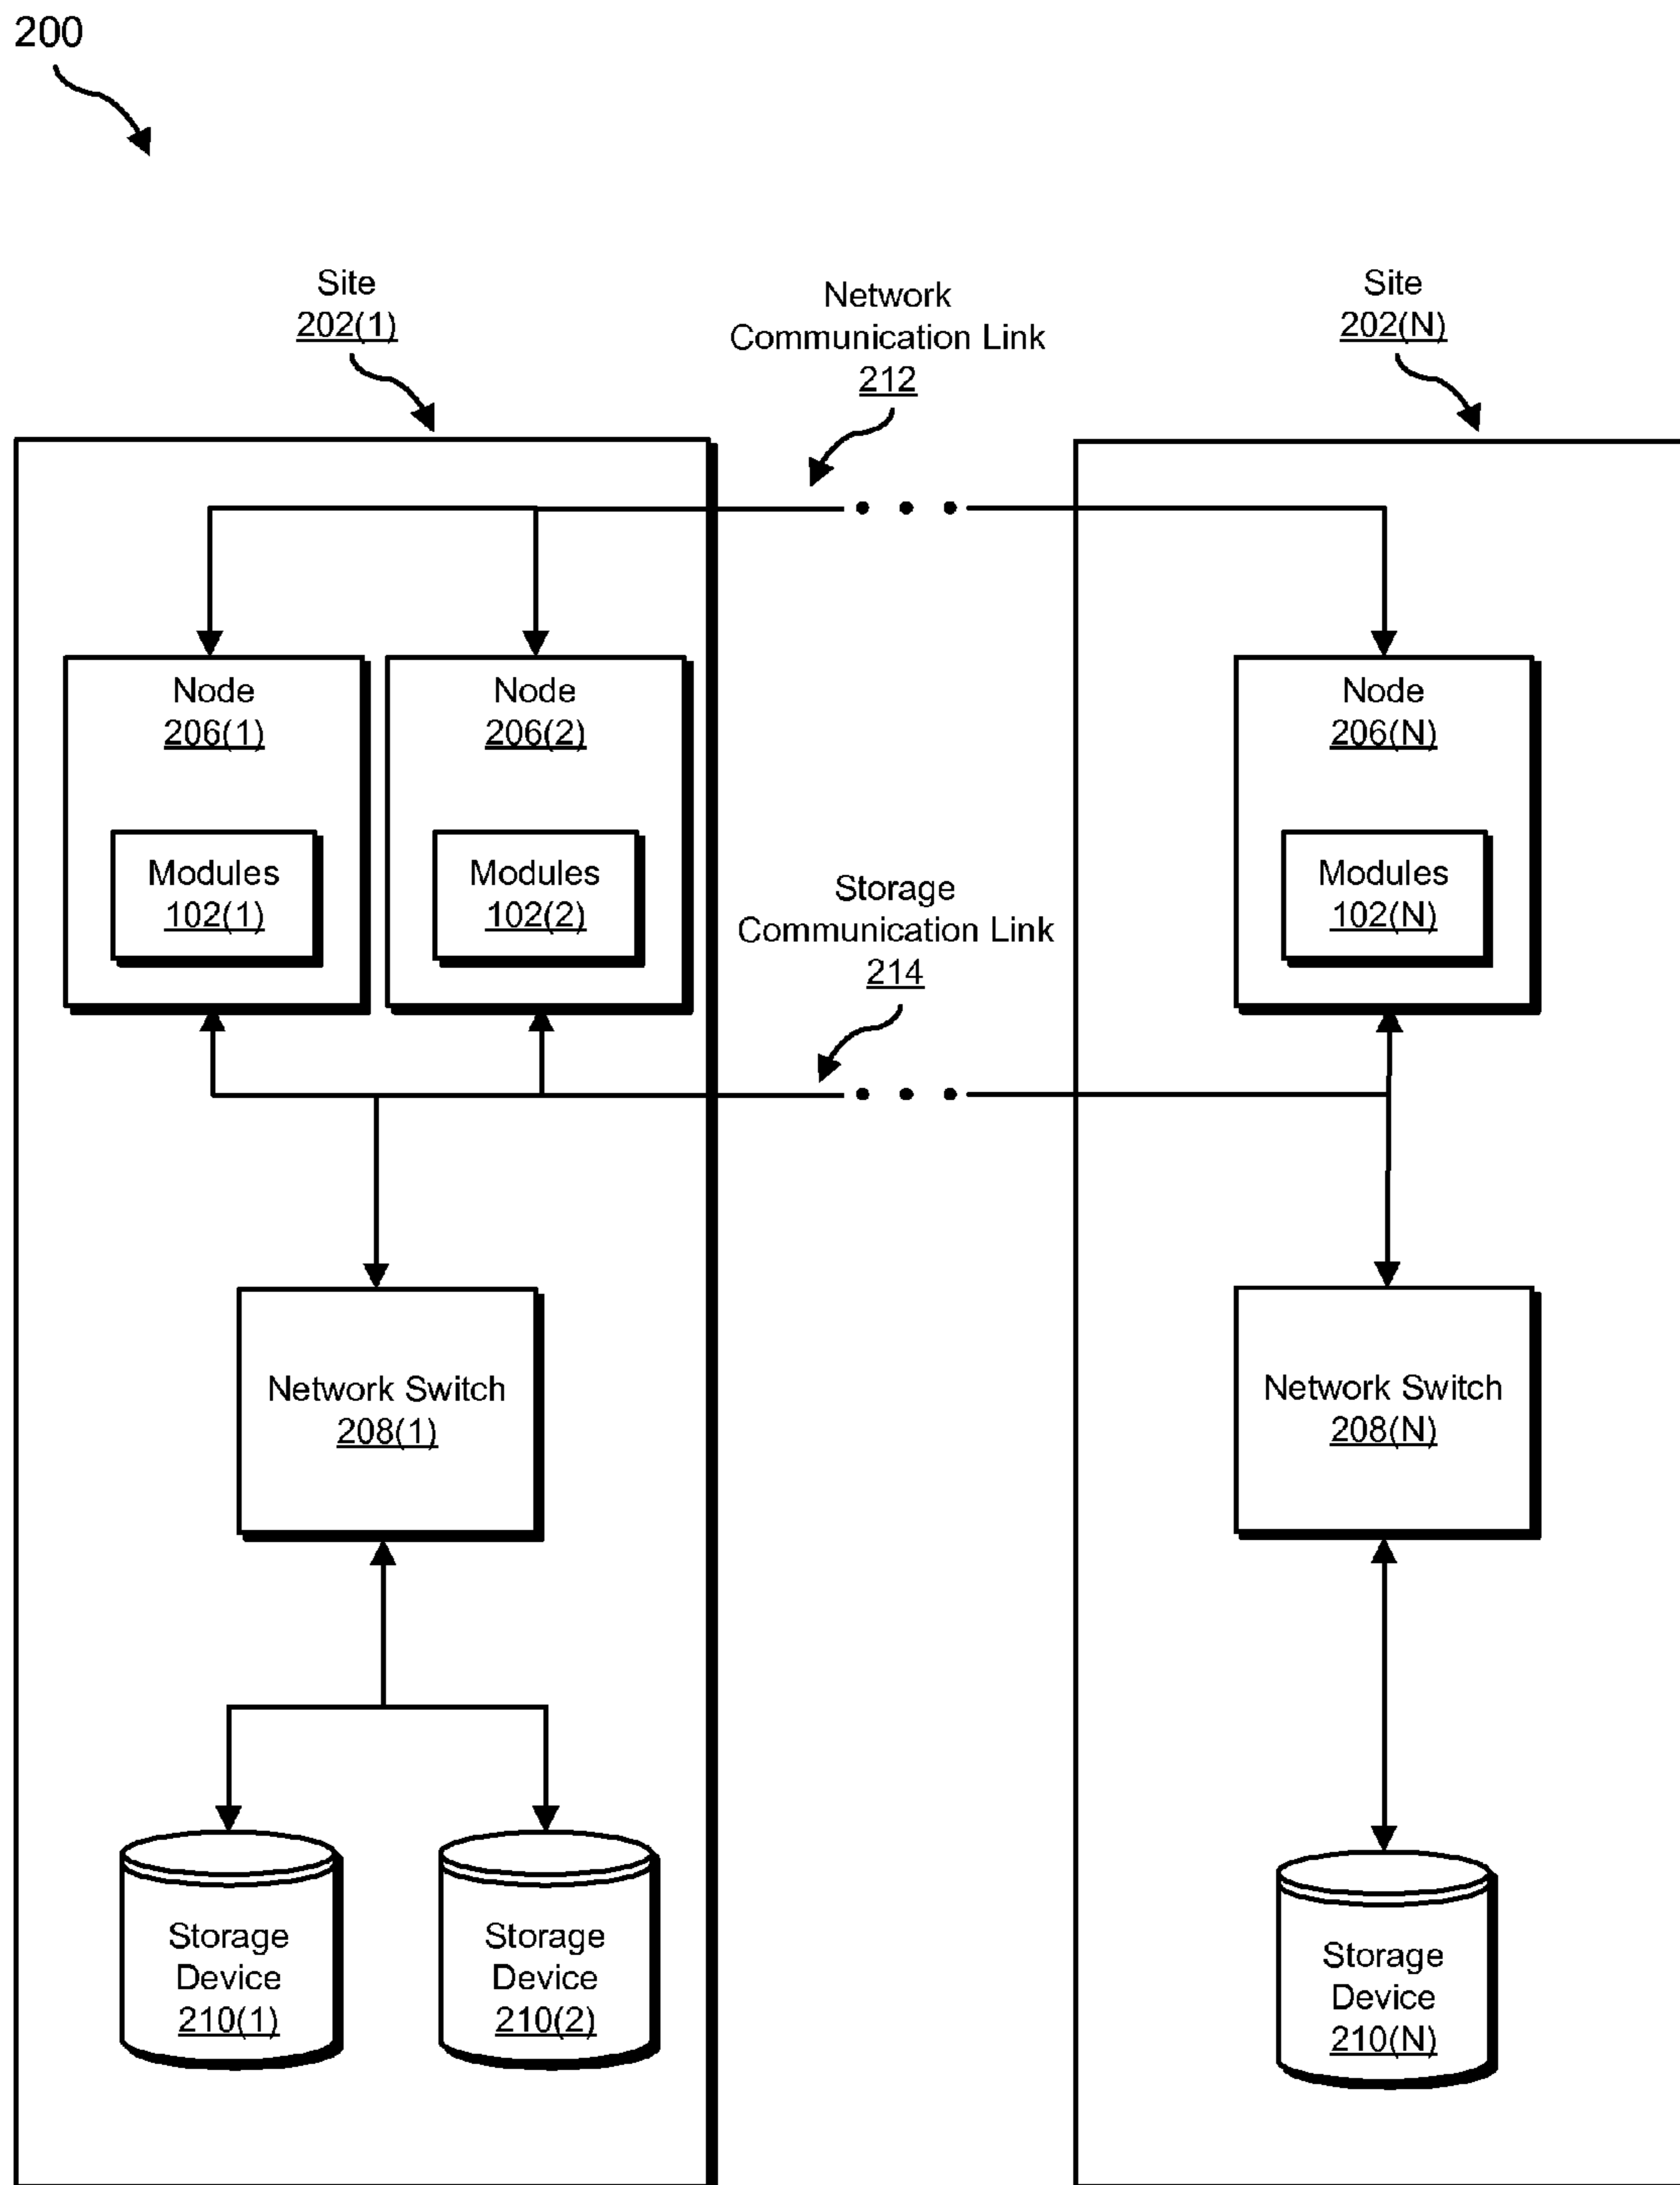 200
Site
202(1)
Network
Communication Link
212
Site
202(N)
Node
206(1)
Node
206(2)
Node
206(N)
Modules
102(1)
Modules
102(2)
Modules
102(N)
Storage
Communication Link
214
Network Switch
208(1)
Network Switch
208(N)
Storage
Device
210(1)
Storage
Device
210(2)
Storage
Device
210(N)